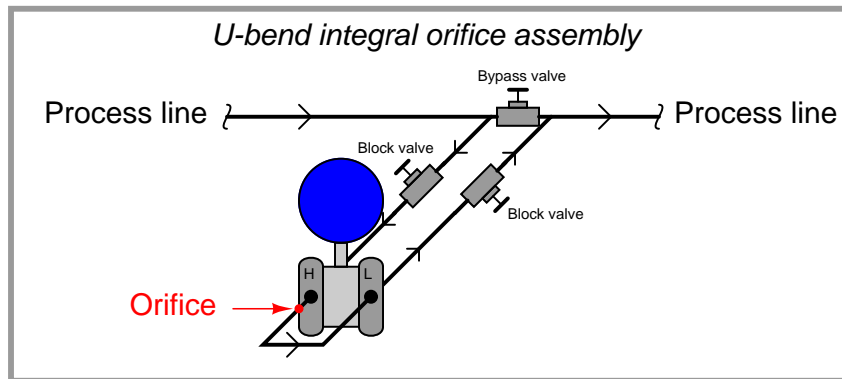 U-bend integral orifice assembly
Bypass valve
Process line
Process line
Block valve
Block valve
H
L
Orifice